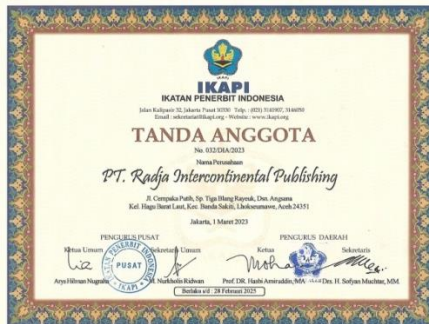 IKAPI
IKATAN PENERBIT INDONESIA
Jalan Kalipasir 32, Jakarta Pusat 10330 Telp. : (021) 3140907, 3146050
Email : sekretariat@ikapi.org - Website : www.ikapi.org
TANDA ANGGOTA
No. 032/DIA/2023
Nama Perusahaan
PT. Radja Intercontinental Publishing
Jl. Cempaka Putih, Sp. Tiga Blang Rayeuk, Dsn. Angsana
Kel. Hagu Barat Laut, Kec. Banda Sakti, Lhokseumawe, Aceh 24351
Jakarta, 1 Maret 2023
PENGURUS PUSAT
Ketua Umum Sekretaris Umum
IKATAN PENERBIT INDONESIA
PUSAT
IKAPI
Arys Hilman Nugraha Nurkholis Ridwan
PENGURUS DAERAH
Ketua Sekretaris
Prof. DR. Hasbi Amiruddin, MA Drs. H. Sofyan Muchtar, MM.
Berlaku s/d : 28 Februari 2025